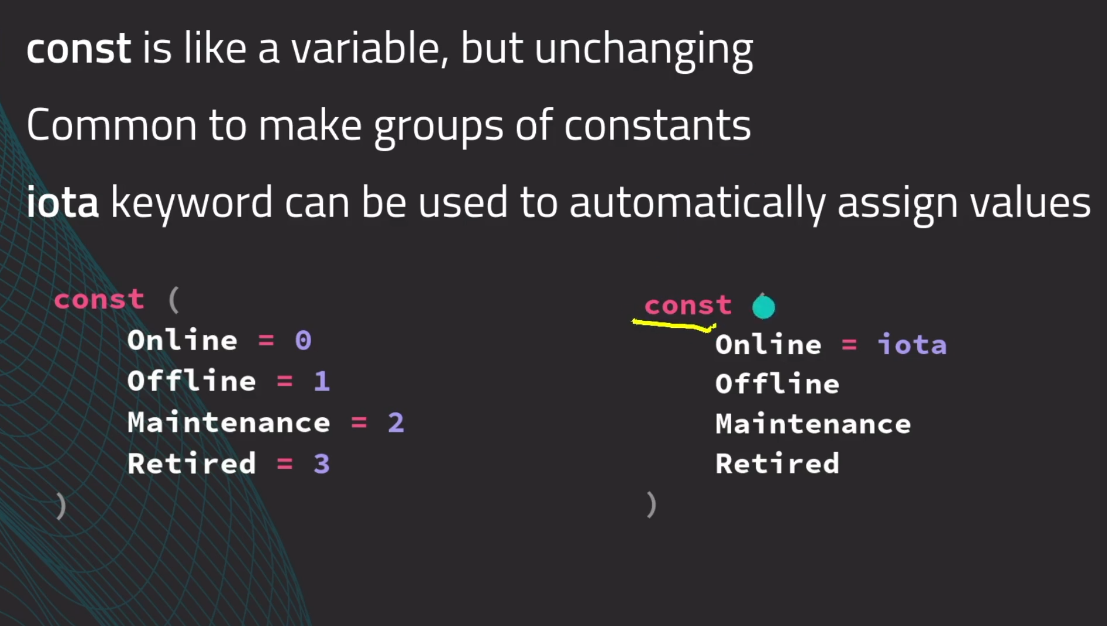 const is like a variable, but unchanging
Common to make groups of constants
iota keyword can be used to automatically assign values
const (
Online = 0
Offline = 1
Maintenance = 2
Retired = 3
)
const
Online = iota
Offline
Maintenance
Retired
)